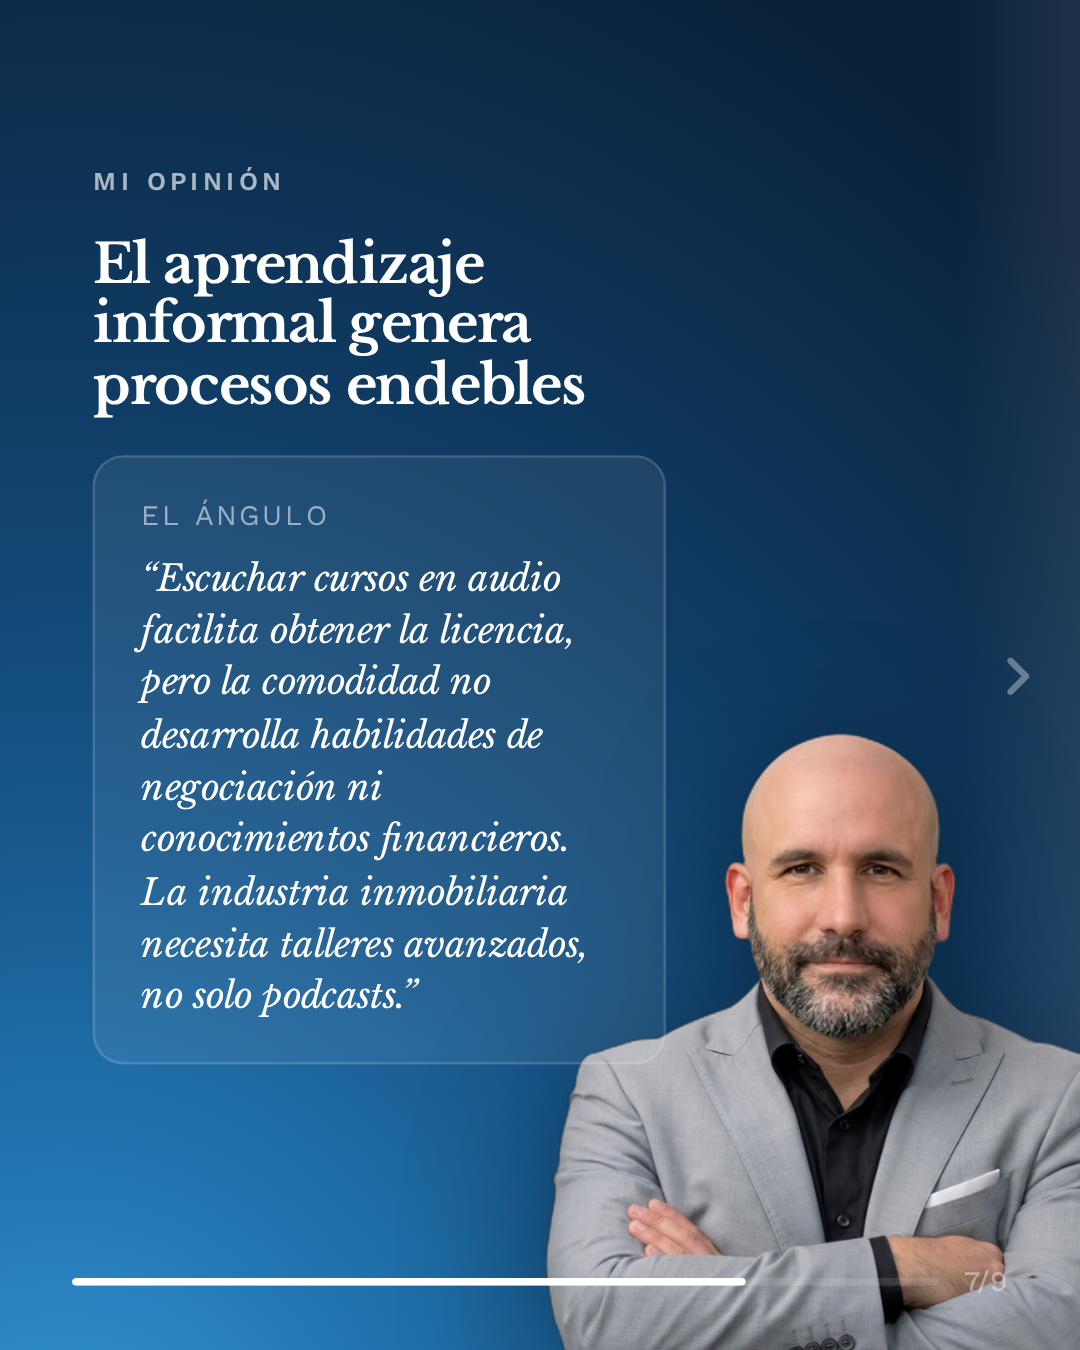 MI OPINIÓN
El aprendizaje
informal genera
procesos endebles
EL ÁNGULO
“Escuchar cursos en audio
facilita obtener la licencia,
pero la comodidad no
desarrolla habilidades de
negociación ni
conocimientos financieros.
La industria inmobiliaria
necesita talleres avanzados,
no solo podcasts.”
7/9